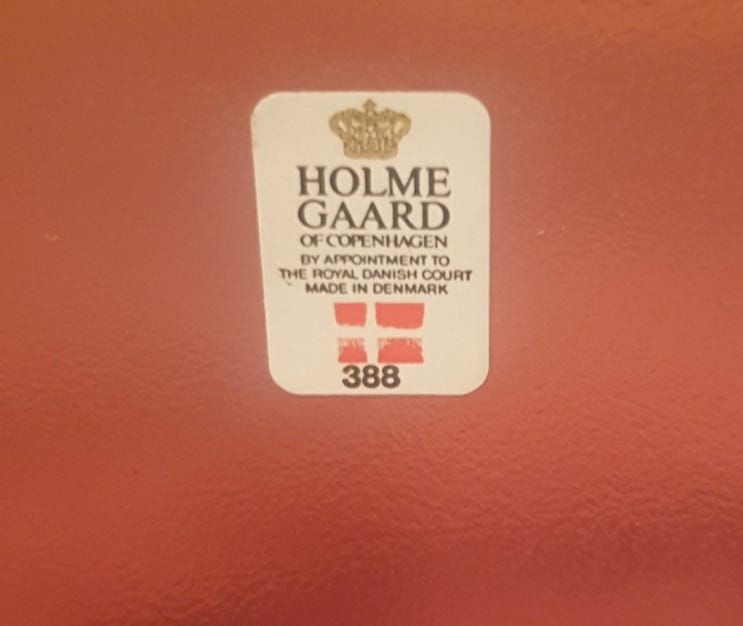 HOLME
GAARD
OF COPENHAGEN
BY APPOINTMENT TO
THE ROYAL DANISH COURT
MADE IN DENMARK
388